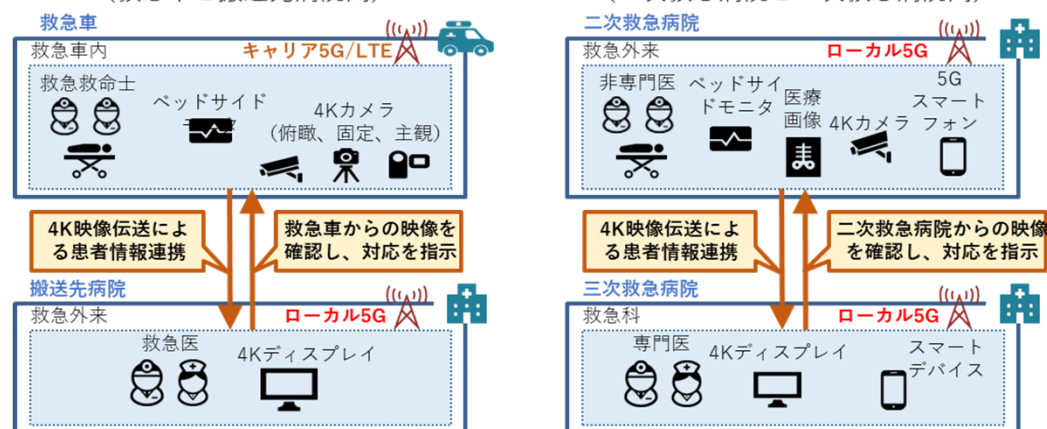 救急車
救急車内
キャリア5G/LTE
救急救命士
ベッドサイド
4Kカメラ
(俯瞰、固定、主観)
4K映像伝送によ
る患者情報連携
救急車からの映像を
確認し、対応を指示
搬送先病院
救急外来
ローカル5G
救急医
4Kディスプレイ
二次救急病院
救急外来
ローカル5G
非専門医
ベッドサイ
ドモニタ
医療
画像
4Kカメラ
5G
スマート
フォン
4K映像伝送によ
る患者情報連携
二次救急病院からの映像
を確認し、対応を指示
三次救急病院
救急科
ローカル5G
専門医
4Kディスプレイ
スマート
デバイス